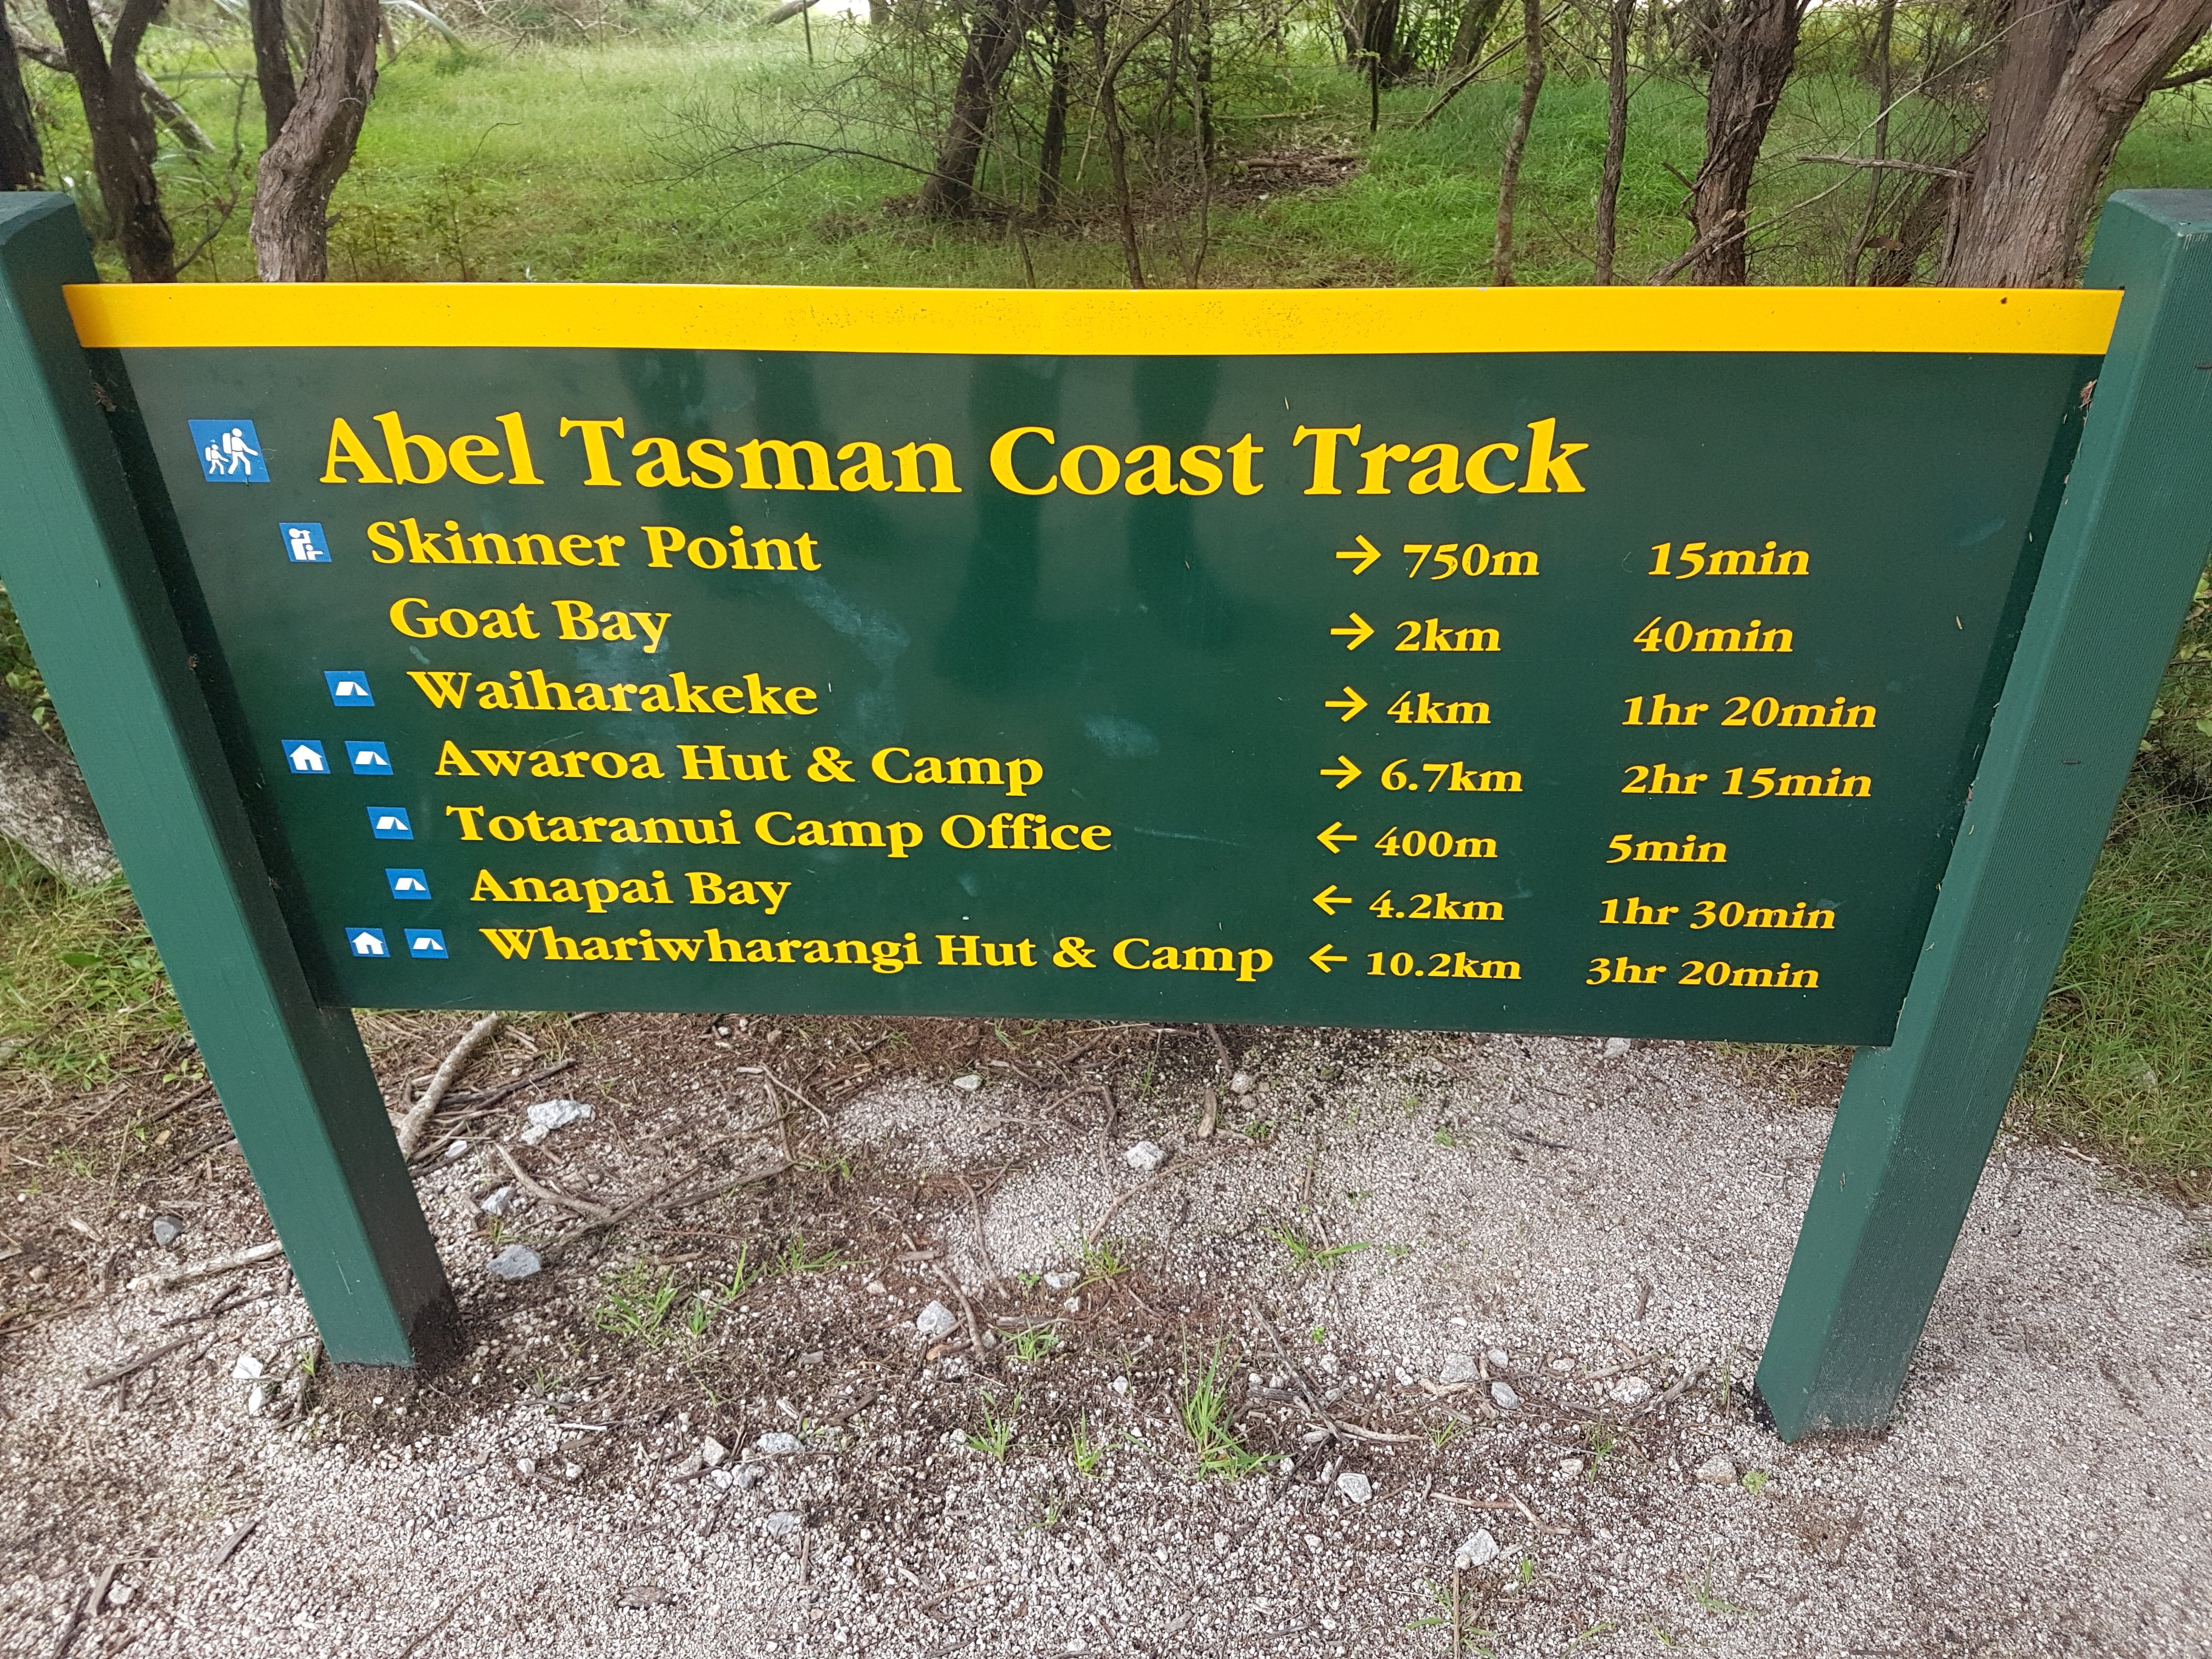 Abel Tasman Coast Track
Skinner Point → 750m 15min
Goat Bay → 2km 40min
Waiharakeke → 4km 1hr 20min
Awaroa Hut & Camp → 6.7km 2hr 15min
Totaranui Camp Office ← 400m 5min
Anapai Bay ← 4.2km 1hr 30min
Whariwharangi Hut & Camp ← 10.2km 3hr 20min